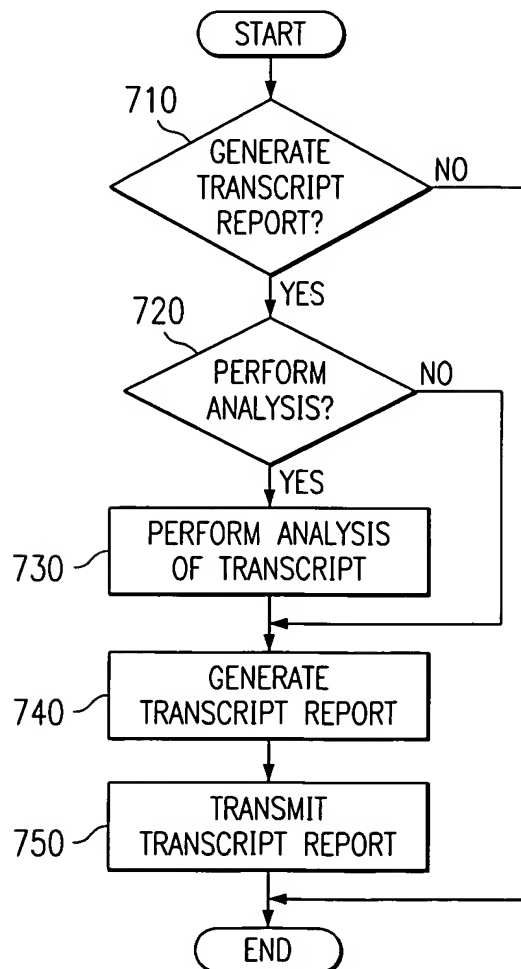 START
710
GENERATE
TRANSCRIPT
REPORT?
NO
YES
720
PERFORM
ANALYSIS?
NO
YES
730
PERFORM ANALYSIS
OF TRANSCRIPT
740
GENERATE
TRANSCRIPT REPORT
750
TRANSMIT
TRANSCRIPT REPORT
END